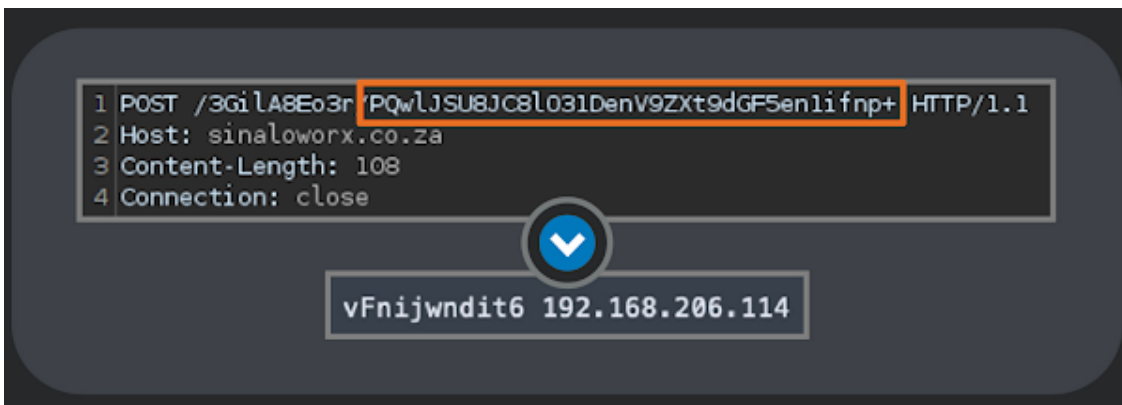 1 POST /3GilA8Eo3r/PQwlJSU8JC8lO31DenV9ZXt9dGF5en1ifnp+ HTTP/1.1
2 Host: sinaloworx.co.za
3 Content-Length: 108
4 Connection: close
vFnijwndit6 192.168.206.114